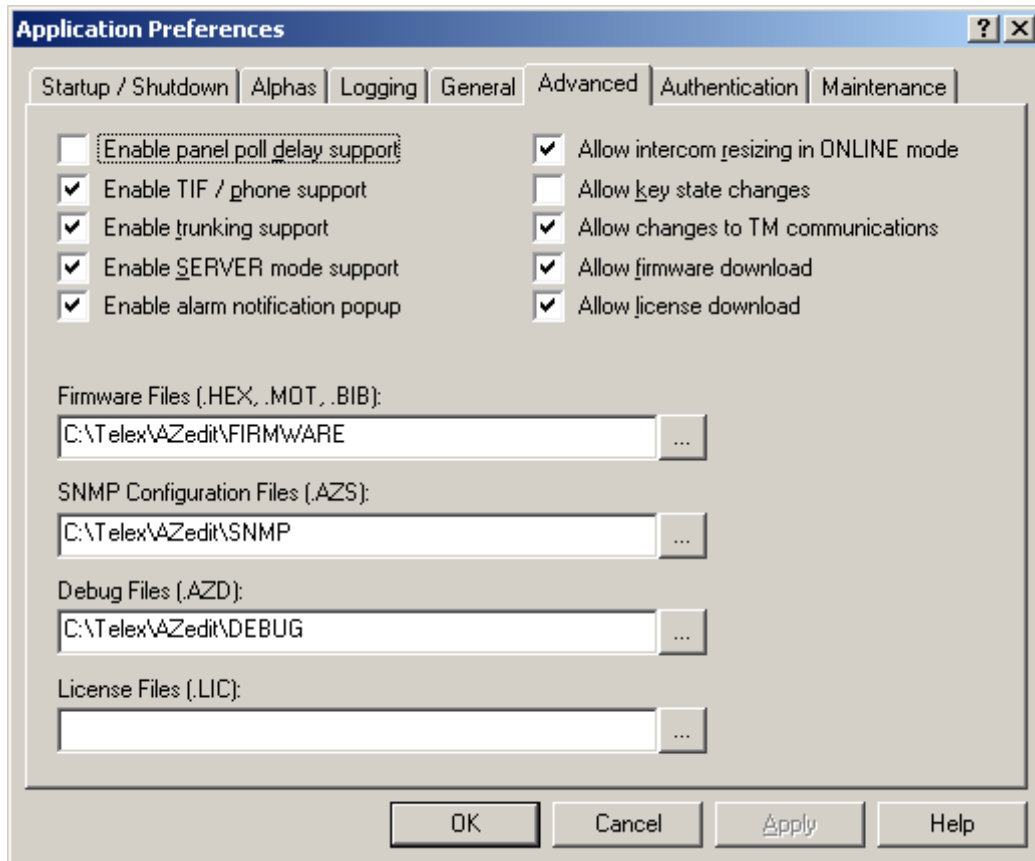 Application Preferences
Startup / Shutdown Alphas Logging General Advanced Authentication Maintenance
Enable panel poll delay support
Enable TIF / phone support
Enable trunking support
Enable SERVER mode support
Enable alarm notification popup
Allow intercom resizing in ONLINE mode
Allow key state changes
Allow changes to TM communications
Allow firmware download
Allow license download
Firmware Files (.HEX, .MOT, .BIB):
C:\Telex\AZedit\FIRMWARE
...
SNMP Configuration Files (.AZS):
C:\Telex\AZedit\SNMP
...
Debug Files (.AZD):
C:\Telex\AZedit\DEBUG
...
License Files (.LIC):
...
OK Cancel Apply Help